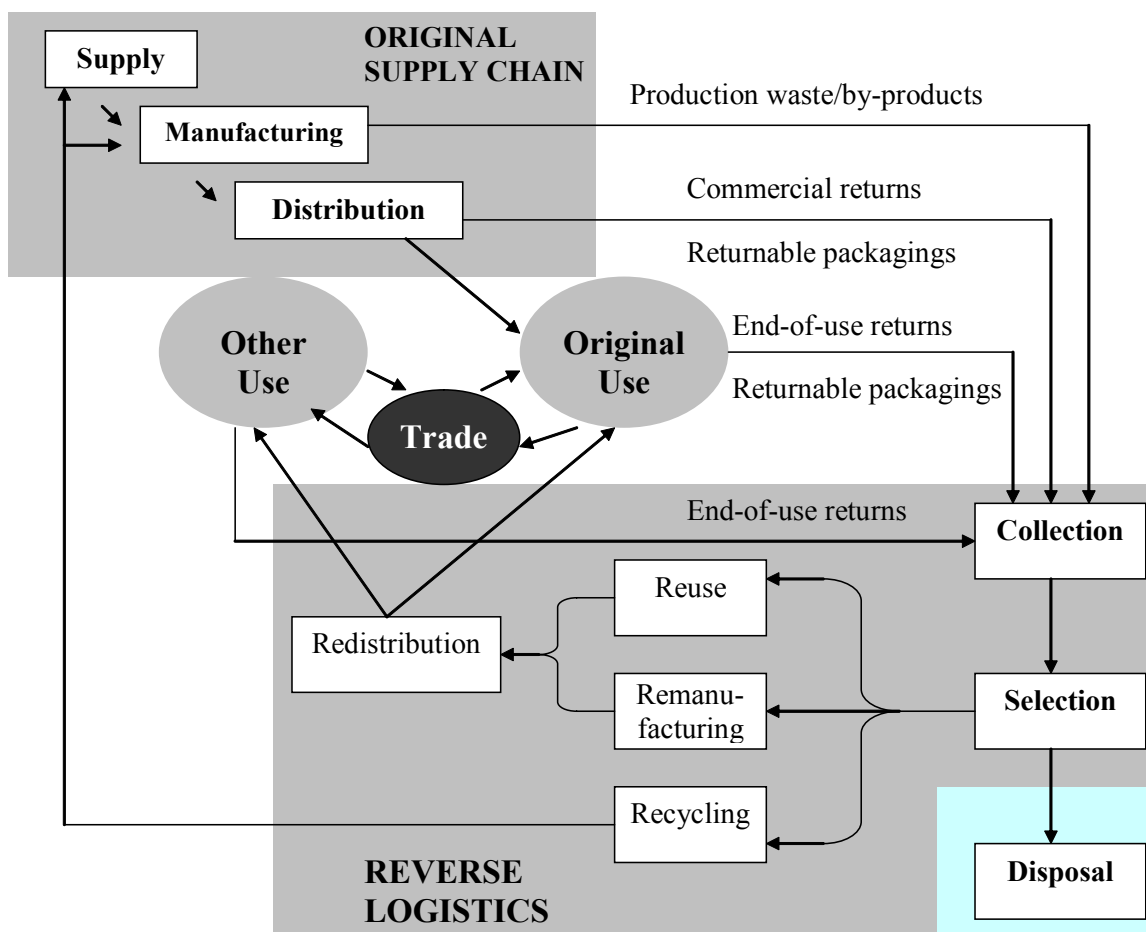 ORIGINAL
SUPPLY CHAIN
Supply
Production waste/by-products
Manufacturing
Commercial returns
Distribution
Returnable packagings
End-of-use returns
Other
Use
Original
Use
Returnable packagings
Trade
End-of-use returns
Collection
Reuse
Redistribution
Remanu-
facturing
Selection
Recycling
REVERSE
LOGISTICS
Disposal